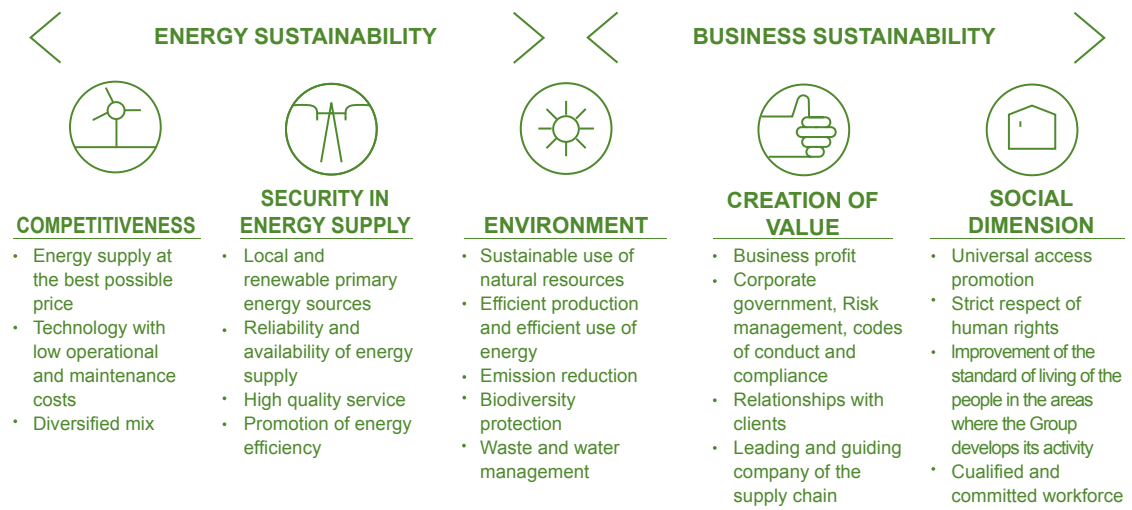 ENERGY SUSTAINABILITY
BUSINESS SUSTAINABILITY
COMPETITIVENESS
• Energy supply at
the best possible
price
• Technology with
low operational
and maintenance
costs
• Diversified mix
SECURITY IN
ENERGY SUPPLY
• Local and
renewable primary
energy sources
• Reliability and
availability of energy
supply
• High quality service
• Promotion of energy
efficiency
ENVIRONMENT
• Sustainable use of
natural resources
• Efficient production
and efficient use of
energy
• Emission reduction
• Biodiversity
protection
• Waste and water
management
CREATION OF
VALUE
• Business profit
• Corporate
government, Risk
management, codes
of conduct and
compliance
• Relationships with
clients
• Leading and guiding
company of the
supply chain
SOCIAL
DIMENSION
• Universal access
promotion
• Strict respect of
human rights
• Improvement of the
standard of living of the
people in the areas
where the Group
develops its activity
• Cualified and
committed workforce